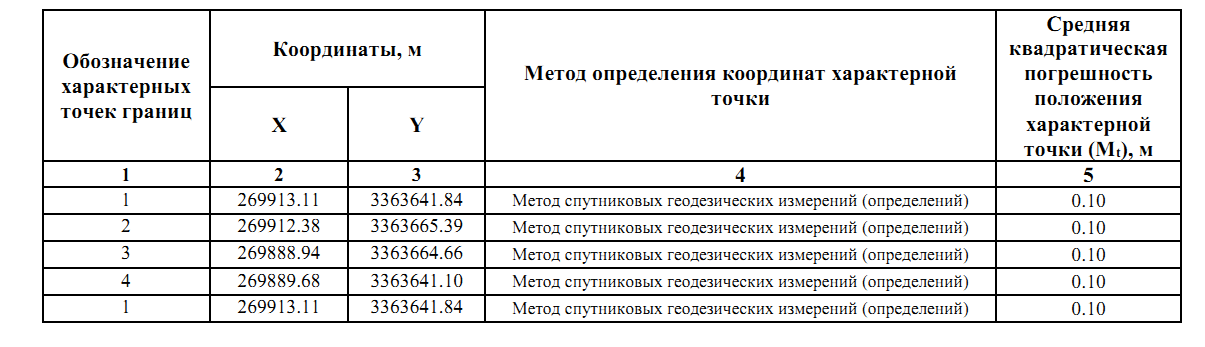 Обозначение
характерных
точек границ
Координаты, м
X
Y
Метод определения координат характерной
точки
Средняя
квадратическая
погрешность
положения
характерной
точки (Mt), м
1 2 3 4 5
1 269913.11 3363641.84 Метод спутниковых геодезических измерений (определений) 0.10
2 269912.38 3363665.39 Метод спутниковых геодезических измерений (определений) 0.10
3 269888.94 3363664.66 Метод спутниковых геодезических измерений (определений) 0.10
4 269889.68 3363641.10 Метод спутниковых геодезических измерений (определений) 0.10
1 269913.11 3363641.84 Метод спутниковых геодезических измерений (определений) 0.10